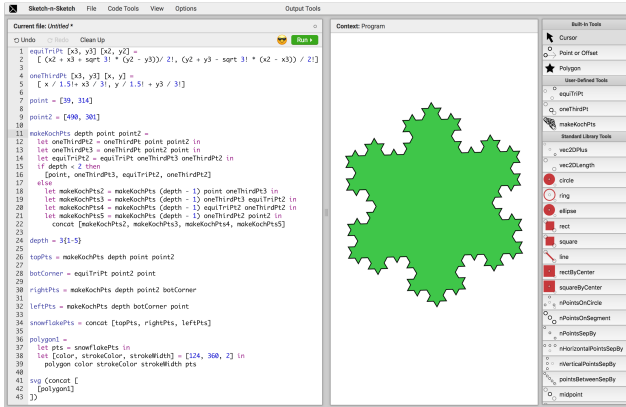 Sketch-n-Sketch File Code Tools View Options Output Tools
Current file: Untitled *
Undo Redo Clean Up Run
1 equiTriPt [x3, y3] [x2, y2] =
2 [ (x2 + x3 + sqrt 3! * (y2 - y3))/ 2!, (y2 + y3 - sqrt 3! * (x2 - x3)) / 2!]
3
4 oneThirdPt [x3, y3] [x, y] =
5 [ x / 1.5!+ x3 / 3!, y / 1.5! + y3 / 3!]
6
7 point = [39, 314]
8
9 point2 = [490, 301]
10
11 makeKochPts depth point point2 =
12 let oneThirdPt2 = oneThirdPt point point2 in
13 let oneThirdPt3 = oneThirdPt point2 point in
14 let equiTriPt2 = equiTriPt oneThirdPt3 oneThirdPt2 in
15 if depth < 2 then
16 [point, oneThirdPt3, equiTriPt2, oneThirdPt2]
17 else
18 let makeKochPts2 = makeKochPts (depth - 1) point oneThirdPt3 in
19 let makeKochPts3 = makeKochPts (depth - 1) oneThirdPt3 equiTriPt2 in
20 let makeKochPts4 = makeKochPts (depth - 1) equiTriPt2 oneThirdPt2 in
21 let makeKochPts5 = makeKochPts (depth - 1) oneThirdPt2 point2 in
22 concat [makeKochPts2, makeKochPts3, makeKochPts4, makeKochPts5]
23
24 depth = 3{1-5}
25
26 topPts = makeKochPts depth point point2
27
28 botCorner = equiTriPt point2 point
29
30 rightPts = makeKochPts depth point2 botCorner
31
32 leftPts = makeKochPts depth botCorner point
33
34 snowflakePts = concat [topPts, rightPts, leftPts]
35
36 polygon1 =
37 let pts = snowflakePts in
38 let [color, strokeColor, strokeWidth] = [124, 360, 2] in
39 polygon color strokeColor strokeWidth pts
40
41 svg (concat [
42 [polygon1]
43 ])
Context: Program
Built-In Tools
Cursor
Point or Offset
Polygon
User-Defined Tools
equiTriPt
oneThirdPt
makeKochPts
Standard Library Tools
vec2DPlus
vec2DLength
circle
ring
ellipse
rect
square
line
rectByCenter
squareByCenter
nPointsOnCircle
nPointsOnSegment
nPointsSepBy
nHorizontalPointsSepBy
nVerticalPointsSepBy
pointsBetweenSepBy
midpoint